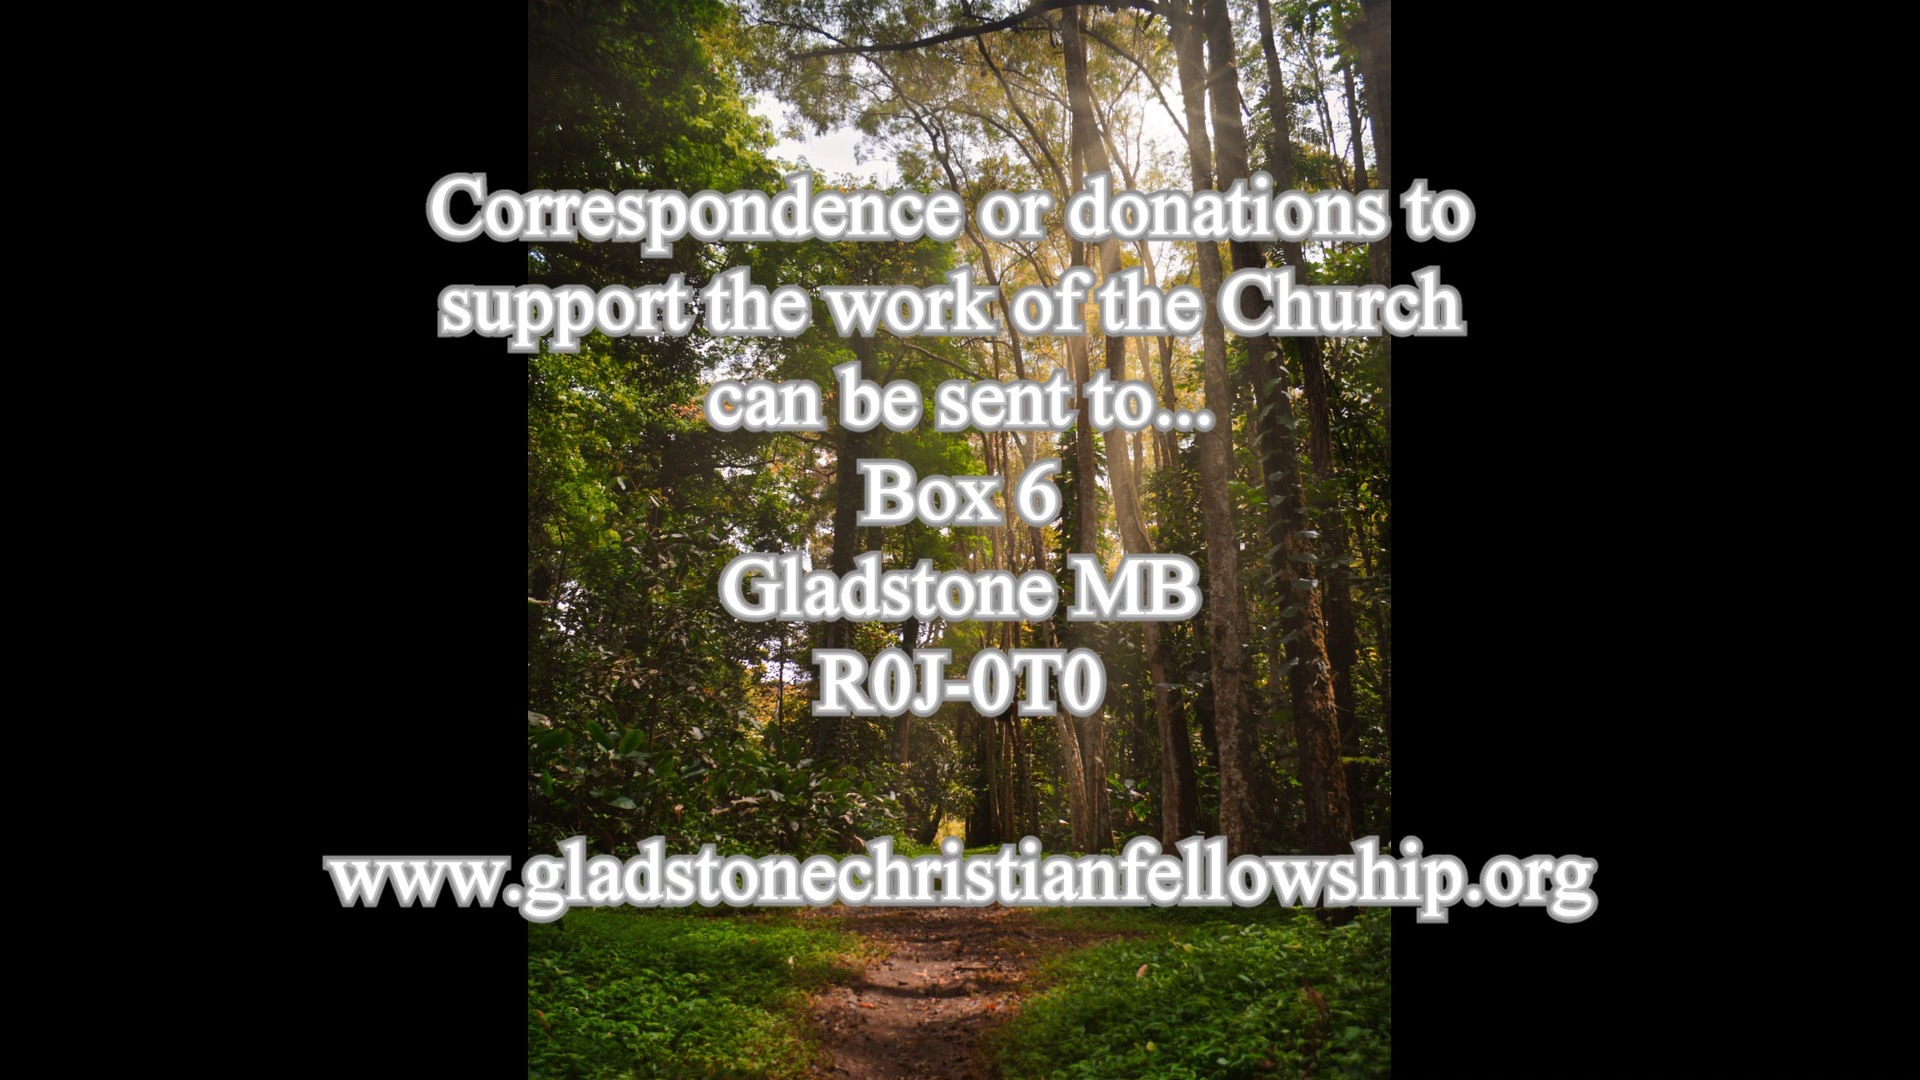 Correspondence or donations to
support the work of the Church
can be sent to...
Box 6
Gladstone MB
R0J-0T0
www.gladstonechristianfellowship.org